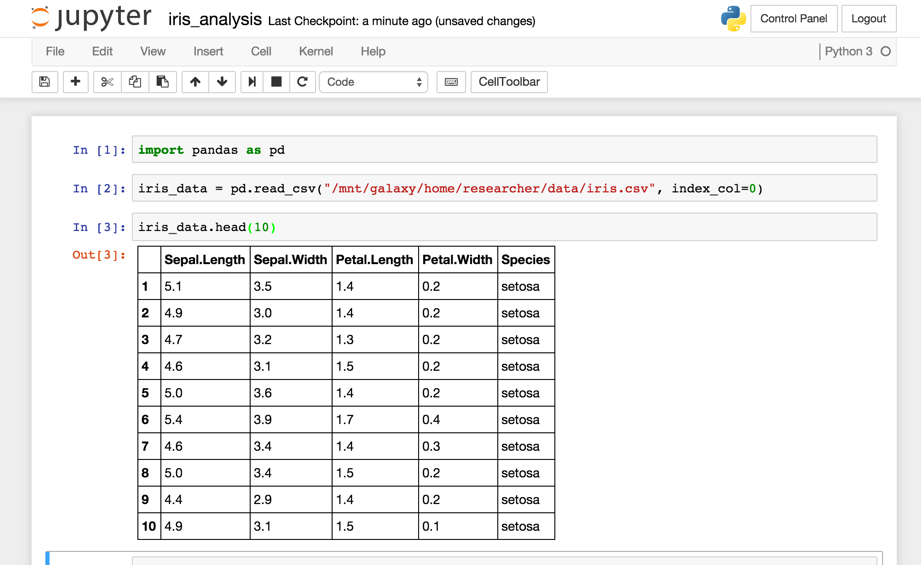 jupyter iris_analysis Last Checkpoint: a minute ago (unsaved changes) Control Panel Logout
File Edit View Insert Cell Kernel Help Python 3
Code CellToolbar
In [1]: import pandas as pd
In [2]: iris_data = pd.read_csv("/mnt/galaxy/home/researcher/data/iris.csv", index_col=0)
In [3]: iris_data.head(10)
Out[3]:
Sepal.Length Sepal.Width Petal.Length Petal.Width Species
1 5.1 3.5 1.4 0.2 setosa
2 4.9 3.0 1.4 0.2 setosa
3 4.7 3.2 1.3 0.2 setosa
4 4.6 3.1 1.5 0.2 setosa
5 5.0 3.6 1.4 0.2 setosa
6 5.4 3.9 1.7 0.4 setosa
7 4.6 3.4 1.4 0.3 setosa
8 5.0 3.4 1.5 0.2 setosa
9 4.4 2.9 1.4 0.2 setosa
10 4.9 3.1 1.5 0.1 setosa